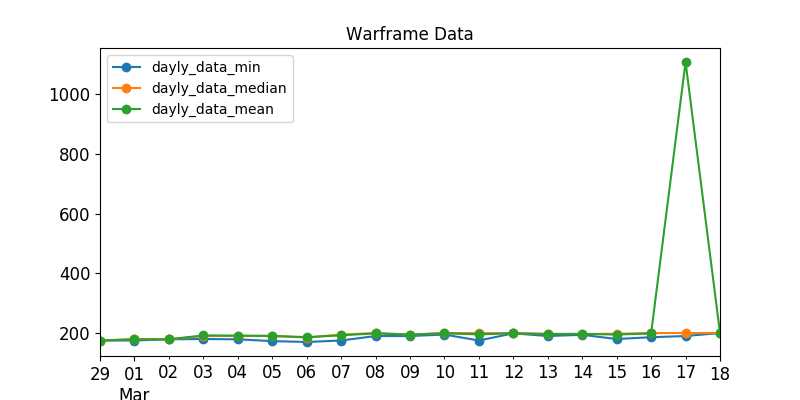 Warframe Data
dayly_data_min
dayly_data_median
dayly_data_mean
1000
800
600
400
200
29 01 02 03 04 05 06 07 08 09 10 11 12 13 14 15 16 17 18
Mar